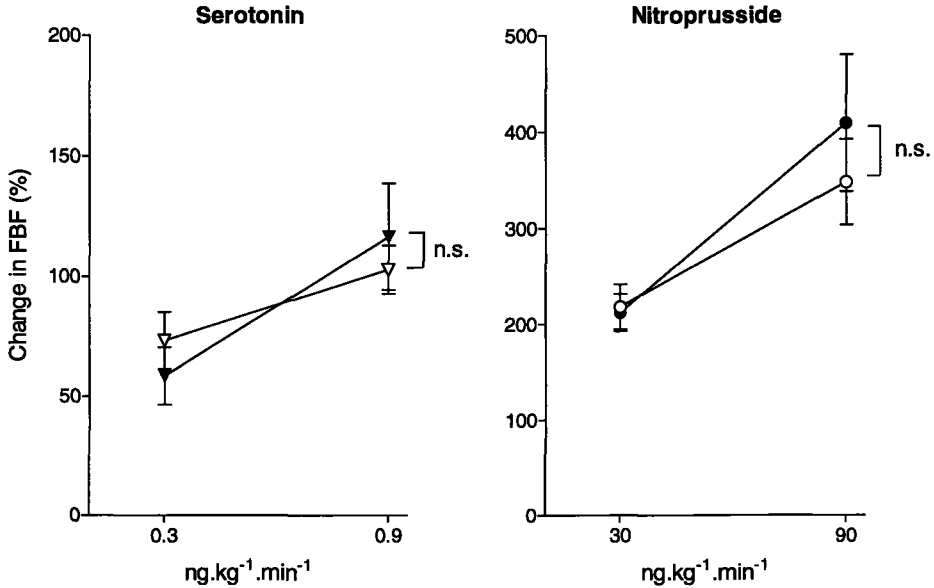 Serotonin
200
150
100
50
0
Change in FBF (%)
n.s.
0.3
0.9
ng.kg⁻¹.min⁻¹
Nitroprusside
500
400
300
200
100
0
n.s.
30
90
ng.kg⁻¹.min⁻¹